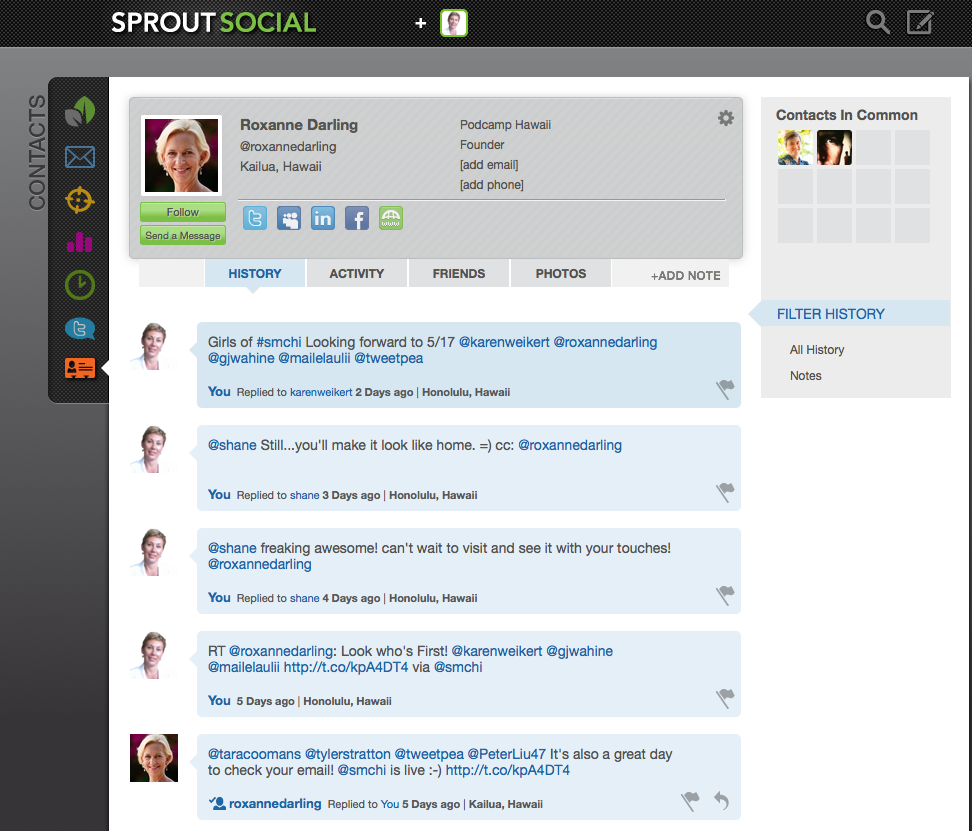 SPROUTSOCIAL
+
CONTACTS
Roxanne Darling
@roxannedarling
Kailua, Hawaii
Podcamp Hawaii
Founder
[add email]
[add phone]
Follow
Send a Message
in
f
www
HISTORY
ACTIVITY
FRIENDS
PHOTOS
+ADD NOTE
Contacts In Common
FILTER HISTORY
All History
Notes
Girls of #smchi Looking forward to 5/17 @karenweikert @roxannedarling
@gjwahine @mailelaulii @tweetpea
You Replied to karenweikert 2 Days ago | Honolulu, Hawaii
@shane Still...you'll make it look like home. =) cc: @roxannedarling
You Replied to shane 3 Days ago | Honolulu, Hawaii
@shane freaking awesome! can't wait to visit and see it with your touches!
@roxannedarling
You Replied to shane 4 Days ago | Honolulu, Hawaii
RT @roxannedarling: Look who's First! @karenweikert @gjwahine
@mailelaulii http://t.co/kpA4DT4 via @smchi
You 5 Days ago | Honolulu, Hawaii
@taracoomans @tylerstratton @tweetpea @PeterLiu47 It's also a great day
to check your email! @smchi is live :-) http://t.co/kpA4DT4
roxannedarling Replied to You 5 Days ago | Kailua, Hawaii